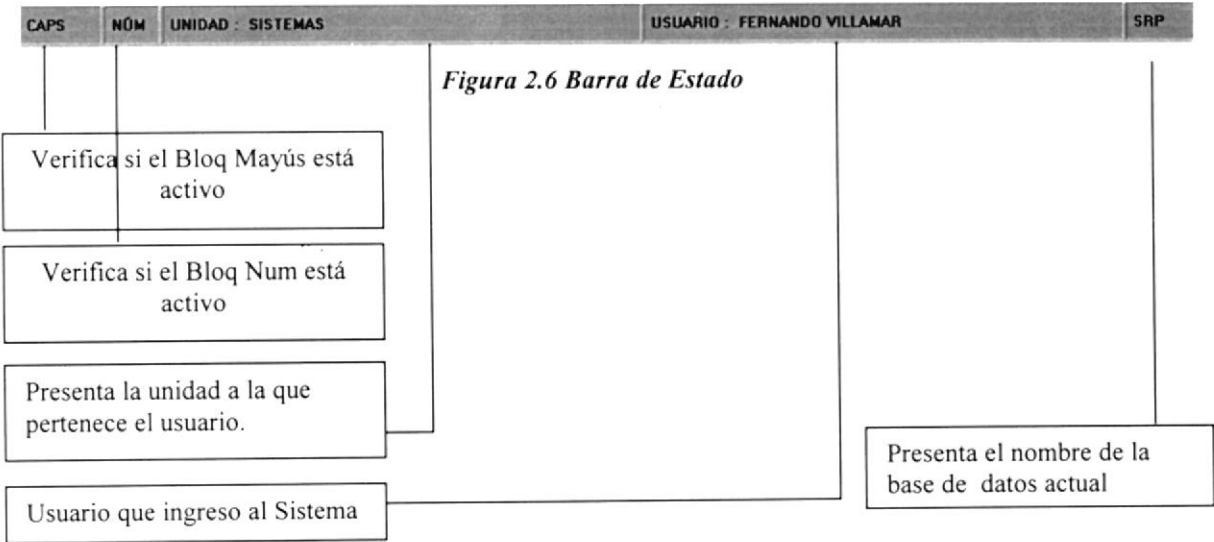 CAPS NÚM UNIDAD : SISTEMAS USUARIO : FERNANDO VILLAMAR SRP
Figura 2.6 Barra de Estado
Verifica si el Bloq Mayús está
activo
Verifica si el Bloq Num está
activo
Presenta la unidad a la que
pertenece el usuario.
Usuario que ingreso al Sistema
Presenta el nombre de la
base de datos actual